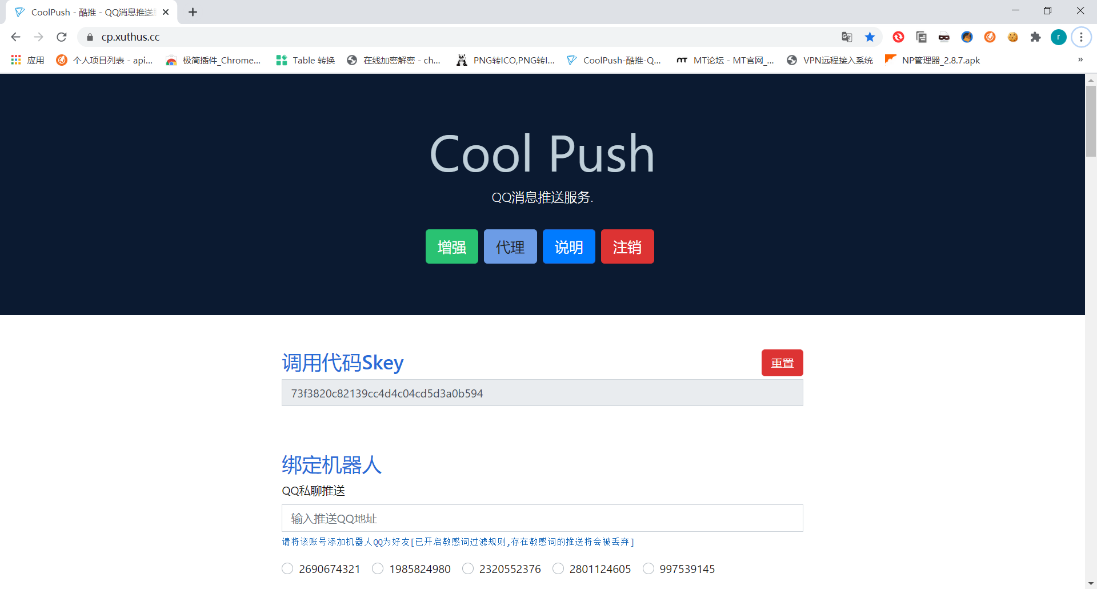 CoolPush - 酷推 - QQ消息推送
cp.xuthus.cc
应用 个人项目列表 - api... 极简插件_Chrome... Table 转换 在线加密解密 - ch... PNG转ICO,PNG转I... CoolPush-酷推-Q... MT论坛 - MT官网_... VPN远程接入系统 NP管理器_2.8.7.apk »
Cool Push
QQ消息推送服务.
增强 代理 说明 注销
调用代码Skey 重置
73f3820c82139cc4d4c04cd5d3a0b594
绑定机器人
QQ私聊推送
输入推送QQ地址
请将该账号添加机器人QQ为好友[已开启敏感词过滤规则,存在敏感词的推送将会被丢弃]
2690674321 1985824980 2320552376 2801124605 997539145